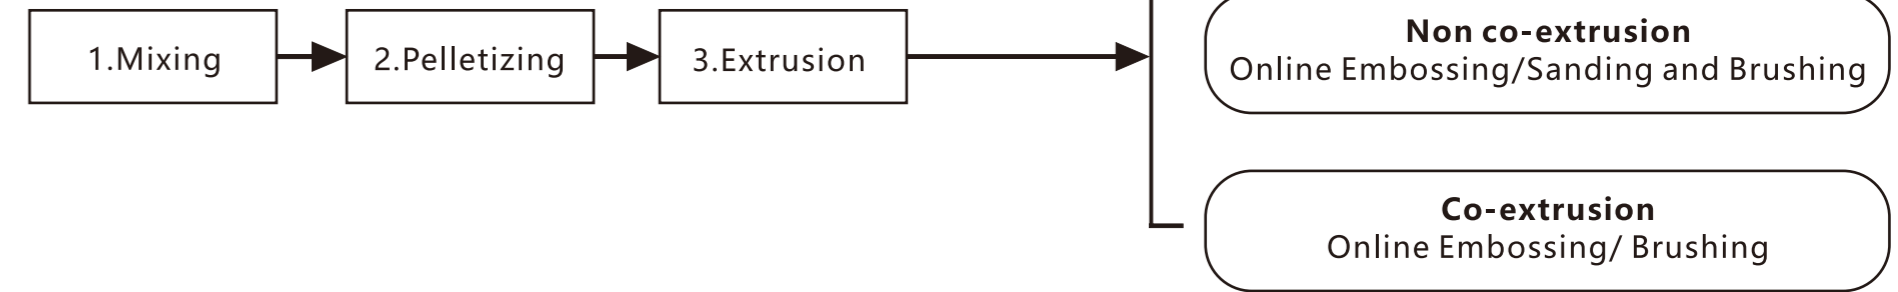 1.Mixing
2.Pelletizing
3.Extrusion
Non co-extrusion
Online Embossing/Sanding and Brushing
Co-extrusion
Online Embossing/ Brushing